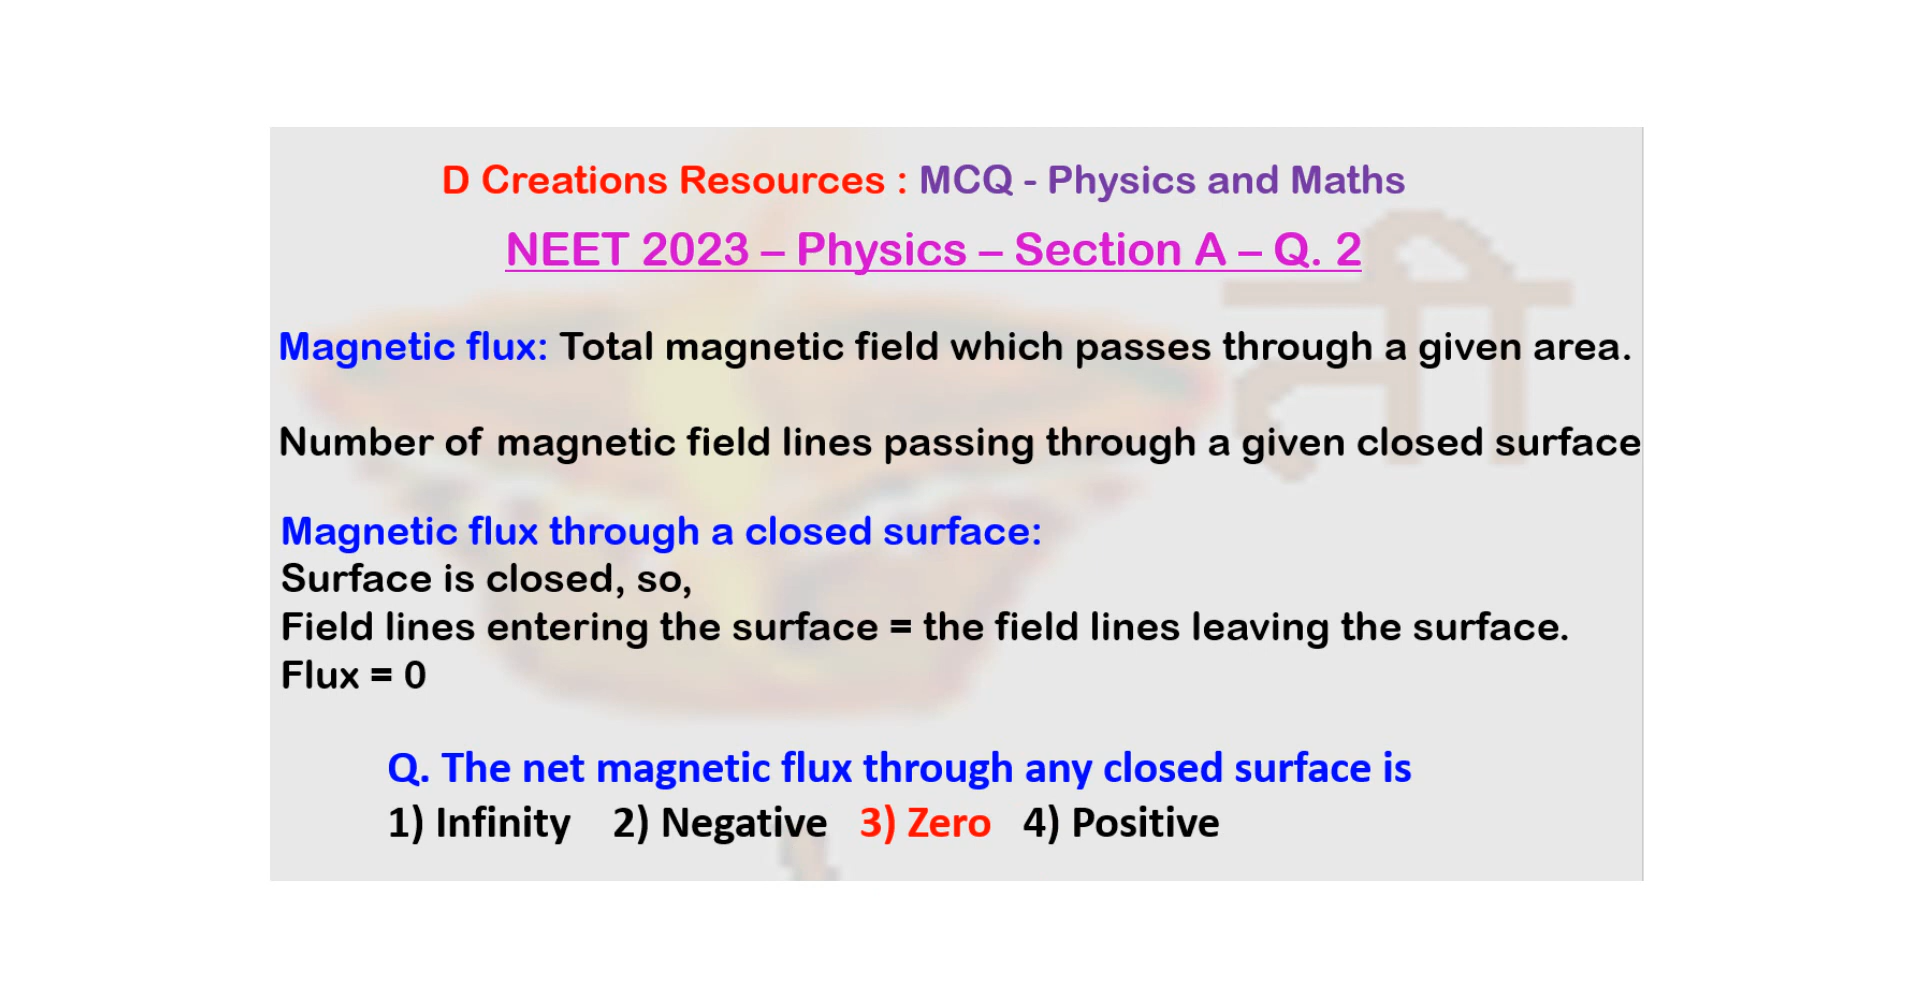 D Creations Resources : MCQ - Physics and Maths
NEET 2023 – Physics – Section A – Q. 2
Magnetic flux: Total magnetic field which passes through a given area.
Number of magnetic field lines passing through a given closed surface
Magnetic flux through a closed surface:
Surface is closed, so,
Field lines entering the surface = the field lines leaving the surface.
Flux = 0
Q. The net magnetic flux through any closed surface is
1) Infinity 2) Negative 3) Zero 4) Positive